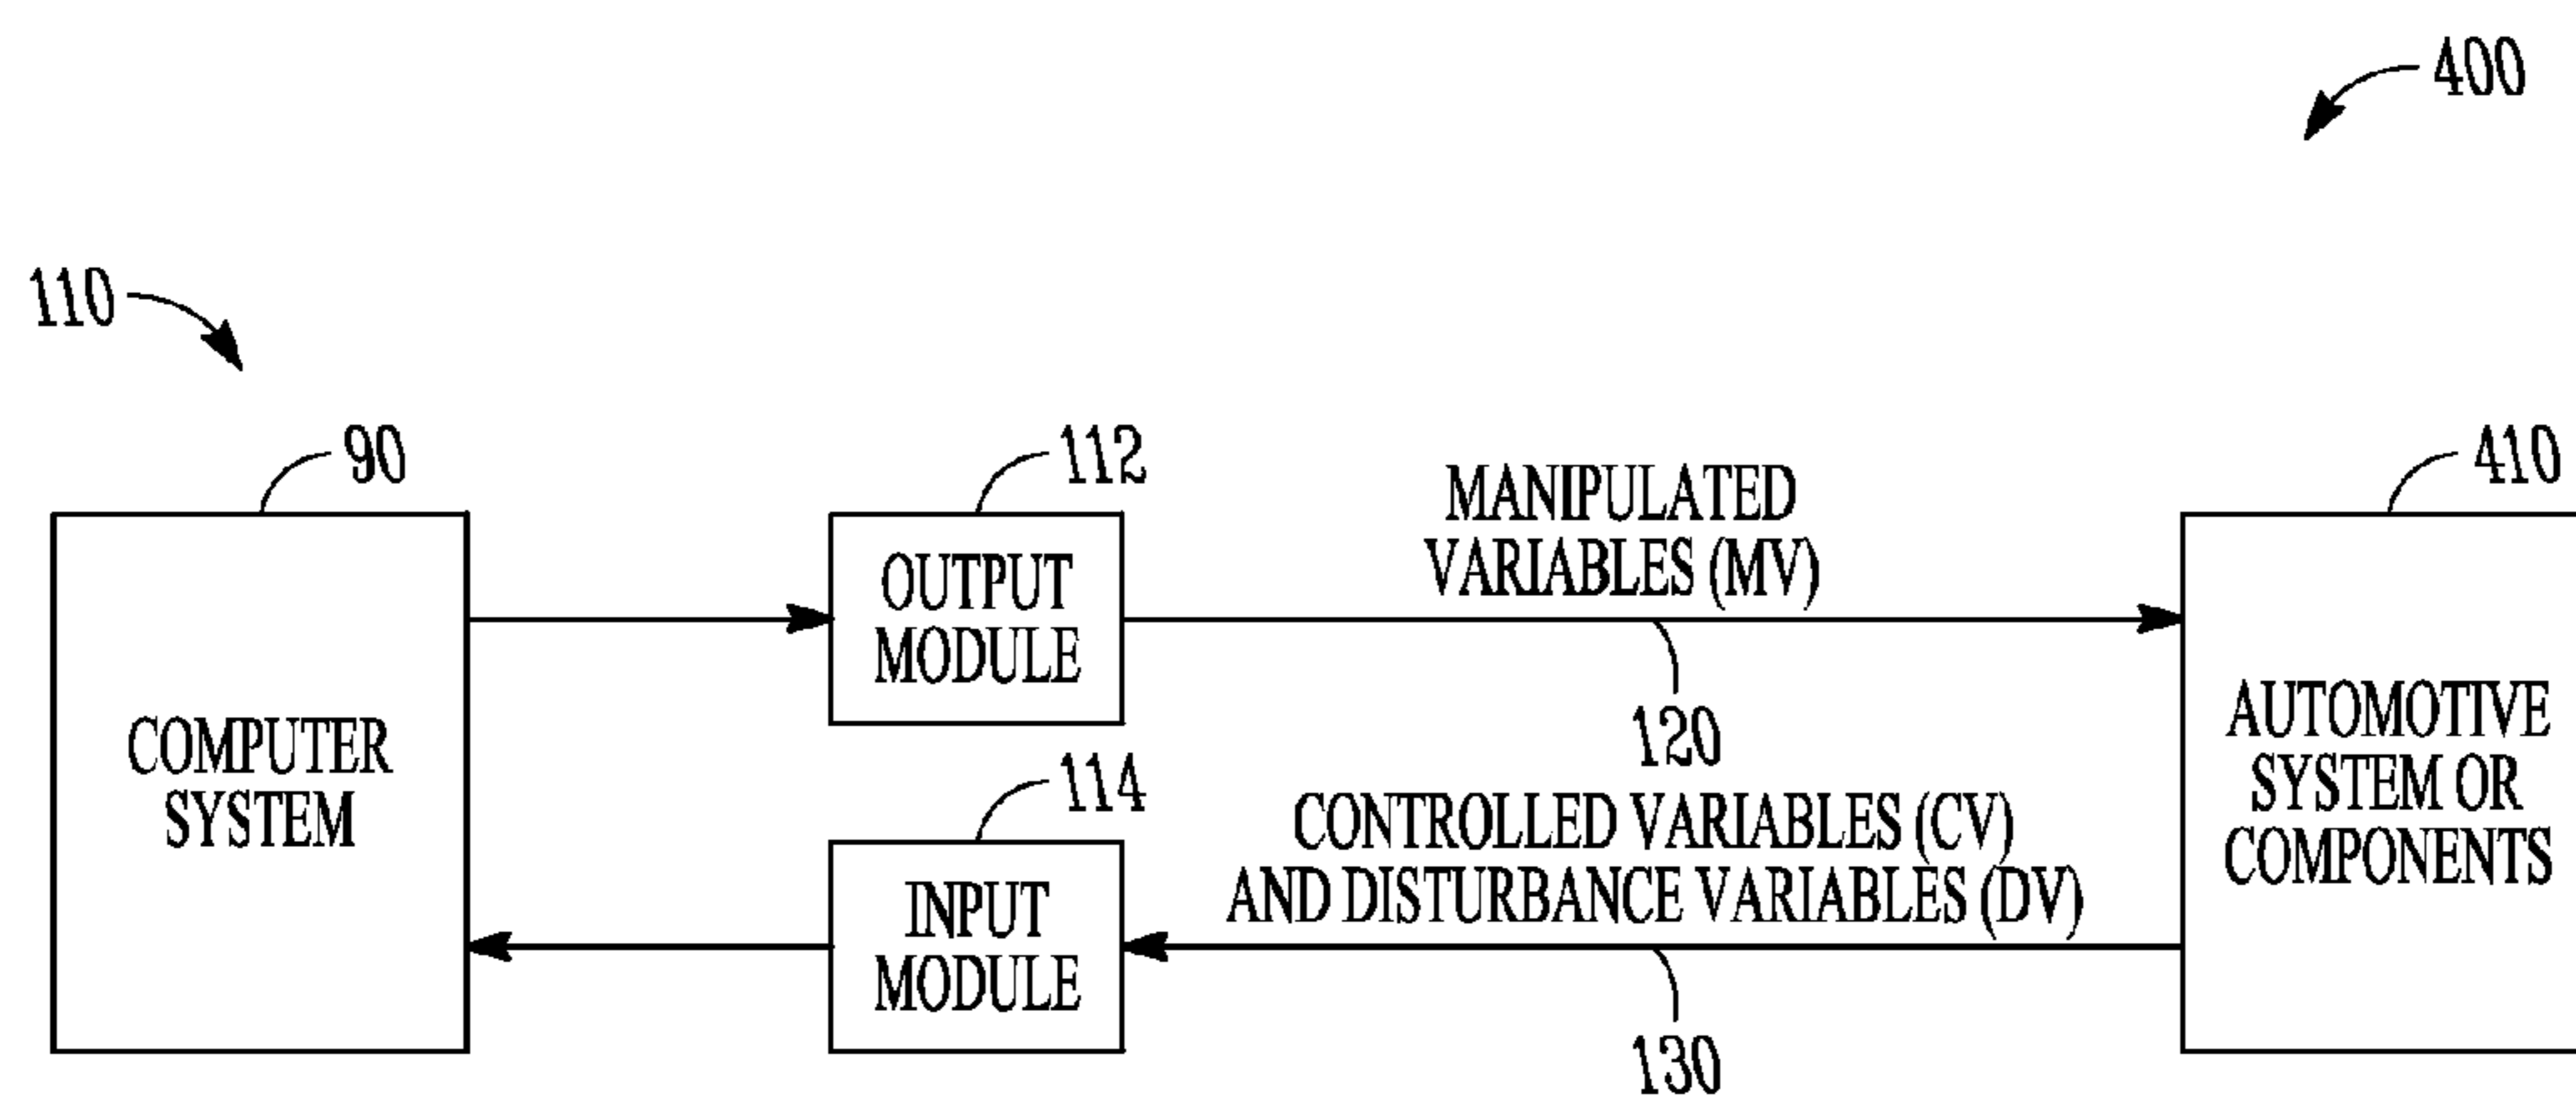 400
110
90
112
MANIPULATED
VARIABLES (MV)
410
OUTPUT
MODULE
120
COMPUTER
SYSTEM
114
CONTROLLED VARIABLES (CV)
AND DISTURBANCE VARIABLES (DV)
AUTOMOTIVE
SYSTEM OR
COMPONENTS
INPUT
MODULE
130